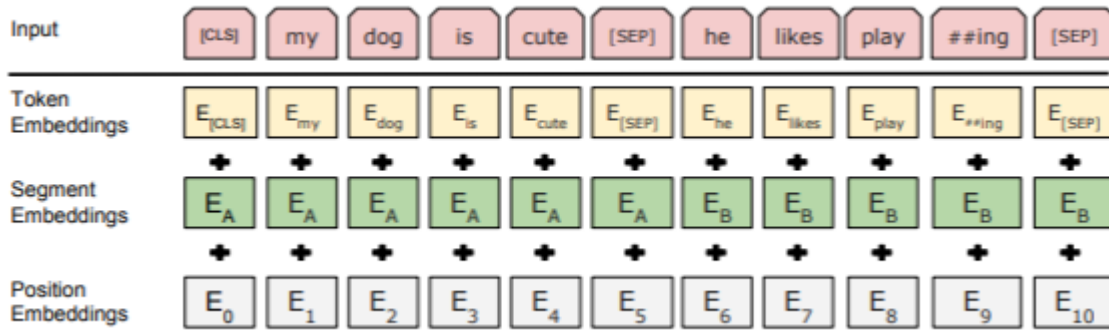 Input [CLS] my dog is cute [SEP] he likes play ##ing [SEP]
Token Embeddings E[CLS] Emy Edog Eis Ecute E[SEP] Ehe Elikes Eplay E##ing E[SEP]
+ + + + + + + + + + +
Segment Embeddings EA EA EA EA EA EA EB EB EB EB EB
+ + + + + + + + + + +
Position Embeddings E0 E1 E2 E3 E4 E5 E6 E7 E8 E9 E10